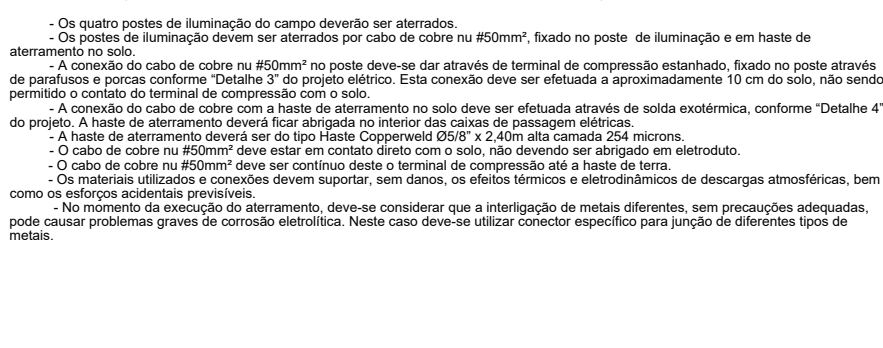 - Os quatro postes de iluminação do campo deverão ser aterrados.
- Os postes de iluminação devem ser aterrados por cabo de cobre nu #50mm², fixado no poste de iluminação e em haste de
aterramento no solo.
- A conexão do cabo de cobre nu #50mm² no poste deve-se dar através de terminal de compressão estanhado, fixado no poste através
de parafusos e porcas conforme “Detalhe 3” do projeto elétrico. Esta conexão deve ser efetuada a aproximadamente 10 cm do solo, não sendo
permitido o contato do terminal de compressão com o solo.
- A conexão do cabo de cobre com a haste de aterramento no solo deve ser efetuada através de solda exotérmica, conforme “Detalhe 4”
do projeto. A haste de aterramento deverá ficar abrigada no interior das caixas de passagem elétricas.
- A haste de aterramento deverá ser do tipo Haste Copperweld Ø5/8” x 2,40m alta camada 254 microns.
- O cabo de cobre nu #50mm² deve estar em contato direto com o solo, não devendo ser abrigado em eletroduto.
- O cabo de cobre nu #50mm² deve ser contínuo deste o terminal de compressão até a haste de terra.
- Os materiais utilizados e conexões devem suportar, sem danos, os efeitos térmicos e eletrodinâmicos de descargas atmosféricas, bem
como os esforços acidentais previsíveis.
- No momento da execução do aterramento, deve-se considerar que a interligação de metais diferentes, sem precauções adequadas,
pode causar problemas graves de corrosão eletrolítica. Neste caso deve-se utilizar conector específico para junção de diferentes tipos de
metais.